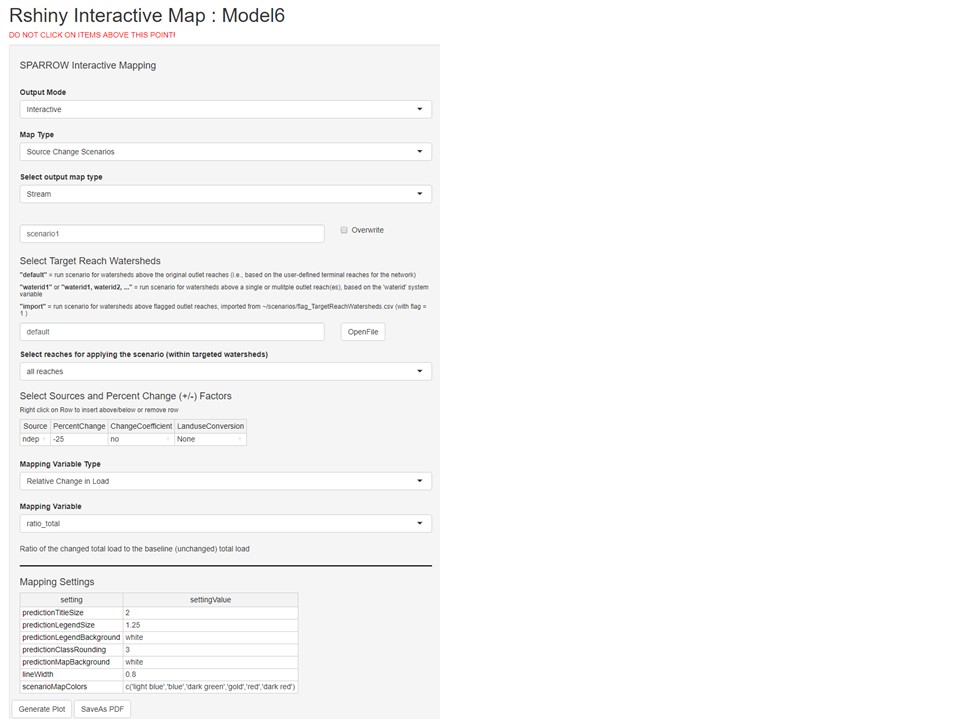 Rshiny Interactive Map : Model6
DO NOT CLICK ON ITEMS ABOVE THIS POINT!
SPARROW Interactive Mapping
Output Mode
Interactive
Map Type
Source Change Scenarios
Select output map type
Stream
scenario1
Overwrite
Select Target Reach Watersheds
"default" = run scenario for watersheds above the original outlet reaches (i.e., based on the user-defined terminal reaches for the network)
"waterid1" or "waterid1, waterid2, ..." = run scenario for watersheds above a single or mulitple outlet reach(es), based on the 'waterid' system
variable
"import" = run scenario for watersheds above flagged outlet reaches, imported from ~/scenarios/flag_TargetReachWatersheds.csv (with flag =
1 )
default
OpenFile
Select reaches for applying the scenario (within targeted watersheds)
all reaches
Select Sources and Percent Change (+/-) Factors
Right click on Row to insert above/below or remove row
Source PercentChange ChangeCoefficient LanduseConversion
ndep -25 no None
Mapping Variable Type
Relative Change in Load
Mapping Variable
ratio_total
Ratio of the changed total load to the baseline (unchanged) total load
Mapping Settings
setting settingValue
predictionTitleSize 2
predictionLegendSize 1.25
predictionLegendBackground white
predictionClassRounding 3
predictionMapBackground white
lineWidth 0.8
scenarioMapColors c('light blue','blue','dark green','gold','red','dark red')
Generate Plot SaveAs PDF